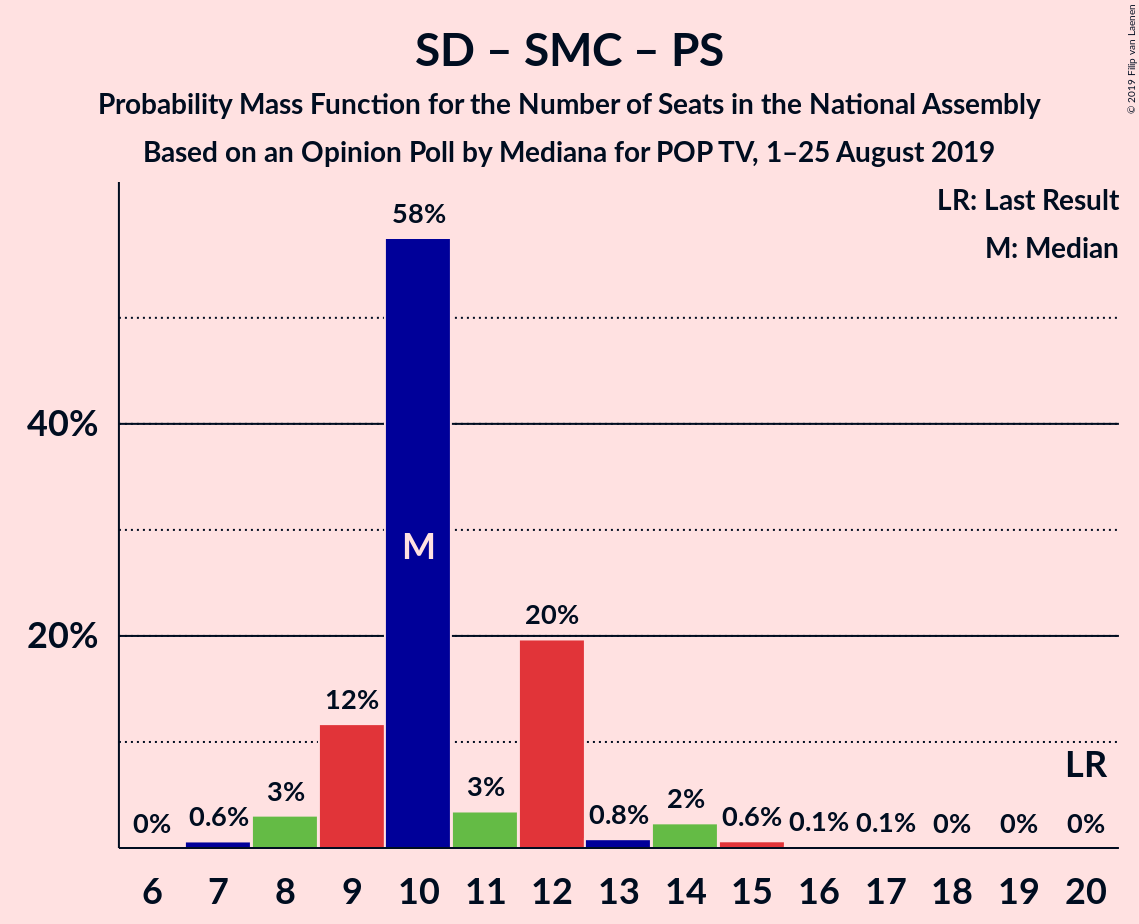 SD – SMC – PS
Probability Mass Function for the Number of Seats in the National Assembly
Based on an Opinion Poll by Mediana for POP TV, 1–25 August 2019
© 2019 Filip van Laenen
LR: Last Result
M: Median
58%
40%
M
20%
20%
12%
LR
3%
3%
2%
0%
0.6%
0.8%
0.6%
0.1%
0.1%
0%
0%
0%
6 7 8 9 10 11 12 13 14 15 16 17 18 19 20